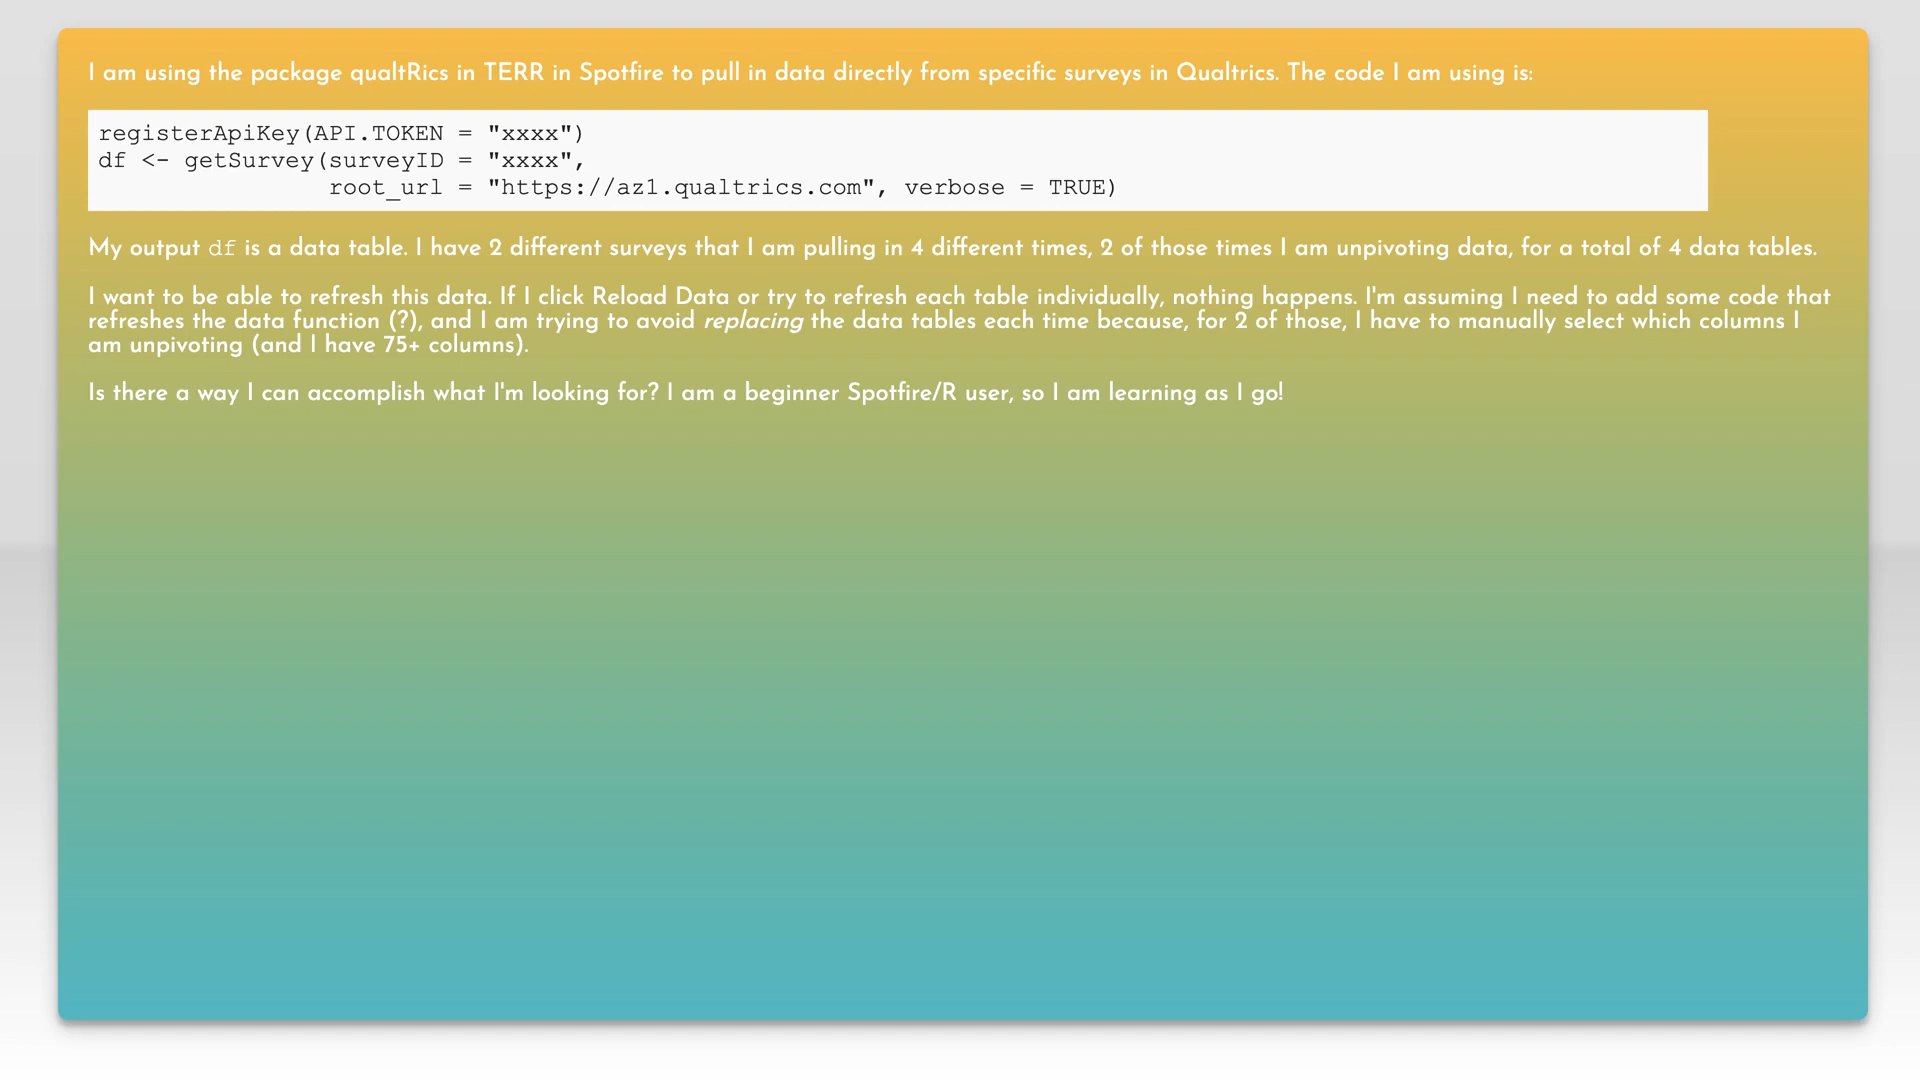 I am using the package qualtRics in TERR in Spotfire to pull in data directly from specific surveys in Qualtrics. The code I am using is:
registerApiKey(API.TOKEN = "xxxx")
df <- getSurvey(surveyID = "xxxx",
                root_url = "https://az1.qualtrics.com", verbose = TRUE)
My output df is a data table. I have 2 different surveys that I am pulling in 4 different times, 2 of those times I am unpivoting data, for a total of 4 data tables.
I want to be able to refresh this data. If I click Reload Data or try to refresh each table individually, nothing happens. I'm assuming I need to add some code that
refreshes the data function (?), and I am trying to avoid replacing the data tables each time because, for 2 of those, I have to manually select which columns I
am unpivoting (and I have 75+ columns).
Is there a way I can accomplish what I'm looking for? I am a beginner Spotfire/R user, so I am learning as I go!